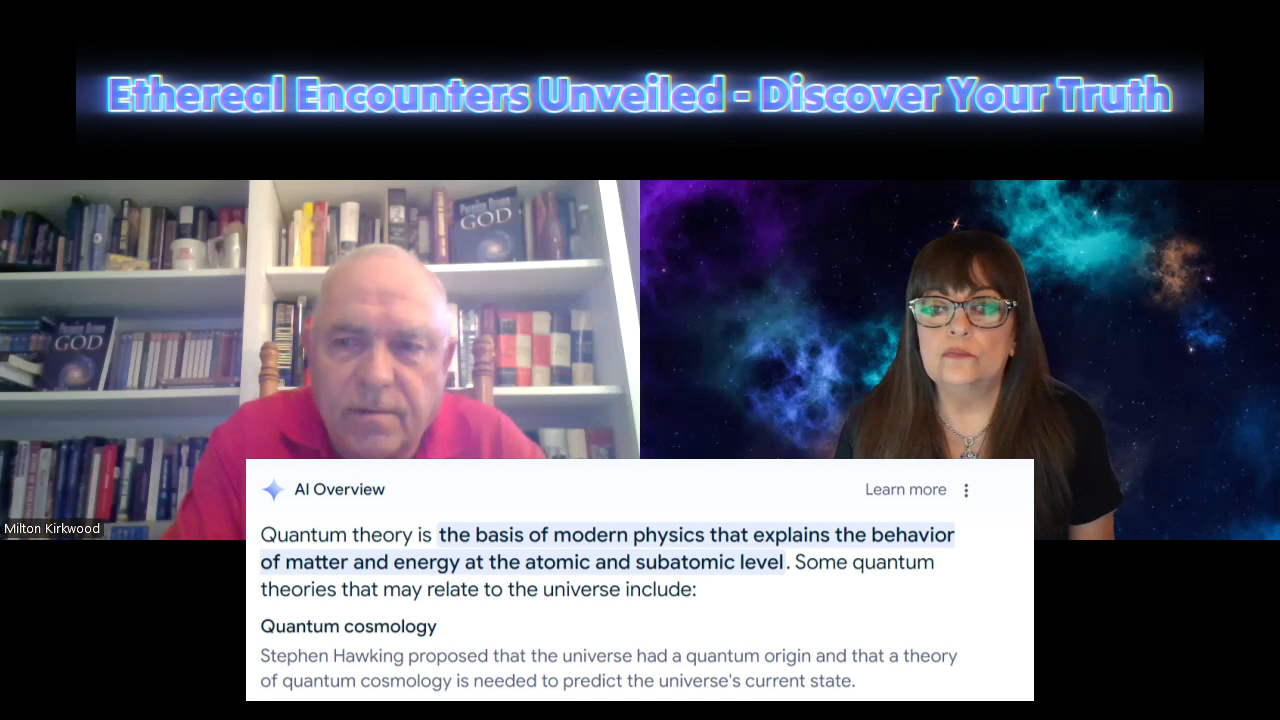 Ethereal Encounters Unveiled - Discover Your Truth
GOD
GOD
Milton Kirkwood
AI Overview
Learn more
Quantum theory is the basis of modern physics that explains the behavior
of matter and energy at the atomic and subatomic level. Some quantum
theories that may relate to the universe include:
Quantum cosmology
Stephen Hawking proposed that the universe had a quantum origin and that a theory
of quantum cosmology is needed to predict the universe's current state.